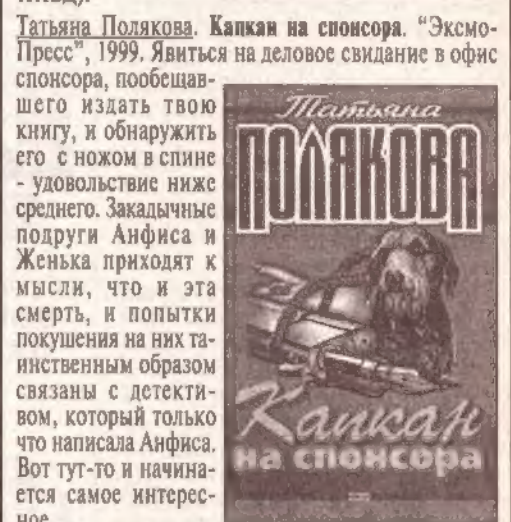 Татьяна Полякова. Капкан на спонсора. “Эксмо-
Пресс”, 1999. Явиться на деловое свидание в офис
спонсора, пообещав-
шего издать твою
книгу, и обнаружить
его с ножом в спине
- удовольствие ниже
среднего. Закадычные
подруги Анфиса и
Женька приходят к
мысли, что и эта
смерть, и попытки
покушения на них та-
инственным образом
связаны с детекти-
вом, который только
что написала Анфиса.
Вот тут-то и начина-
ется самое интерес-
ное
Татьяна
ПОЛЯКОВА
Капкан
на спонсора